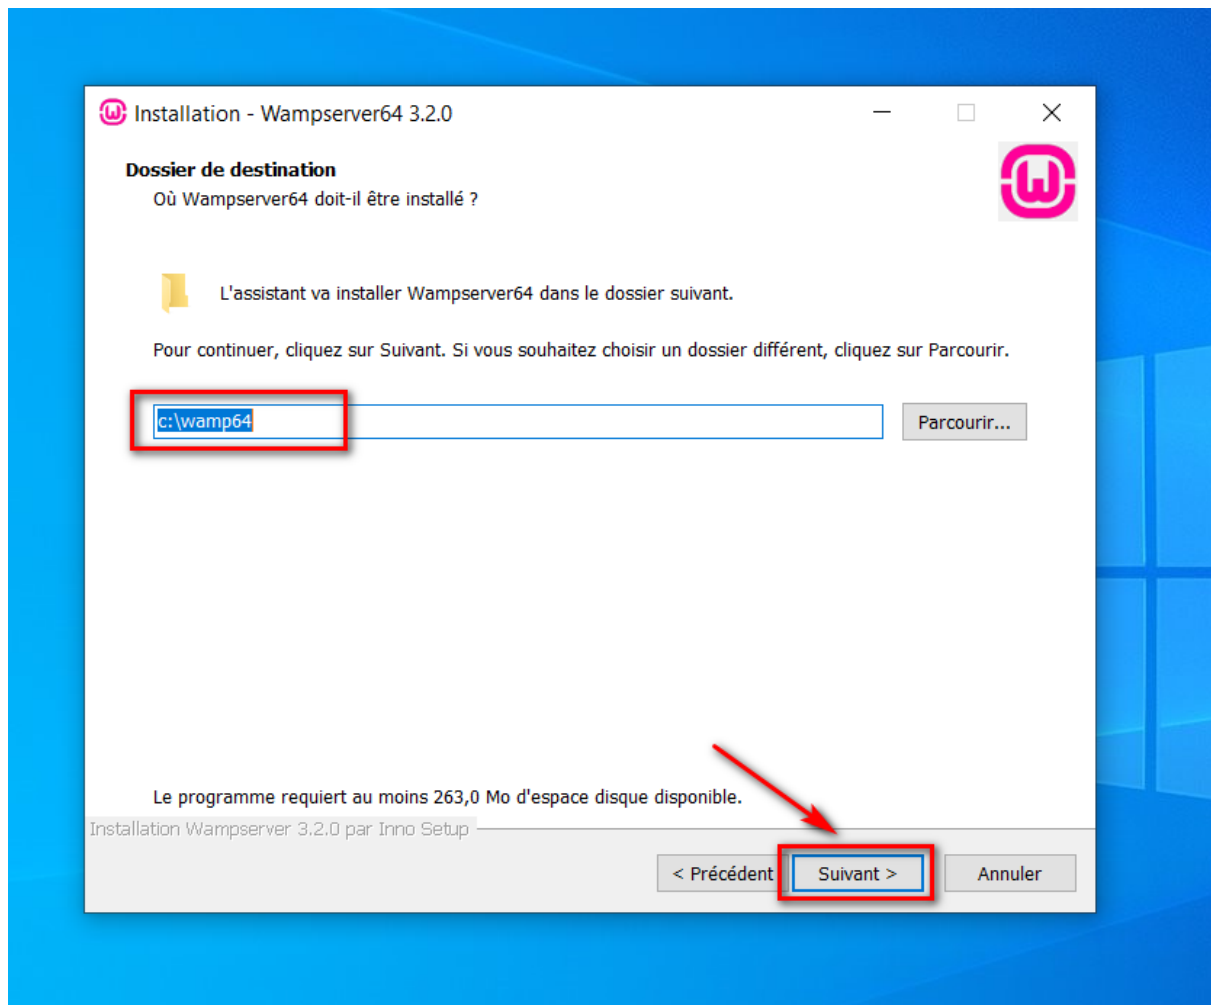 Installation - Wampserver64 3.2.0
Dossier de destination
Où Wampserver64 doit-il être installé ?
L'assistant va installer Wampserver64 dans le dossier suivant.
Pour continuer, cliquez sur Suivant. Si vous souhaitez choisir un dossier différent, cliquez sur Parcourir.
c:\wamp64
Parcourir...
Le programme requiert au moins 263,0 Mo d'espace disque disponible.
Installation Wampserver 3.2.0 par Inno Setup
< Précédent
Suivant >
Annuler